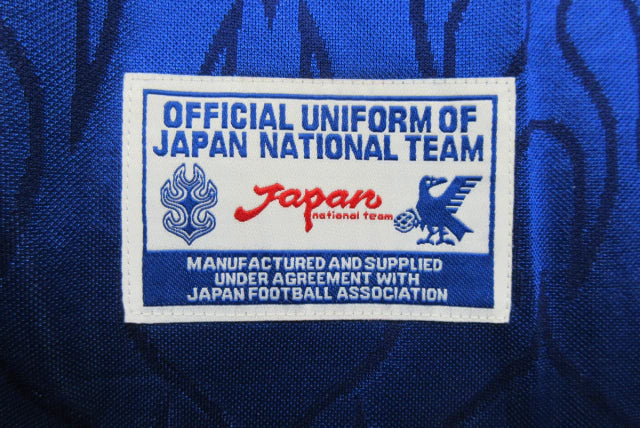 OFFICIAL UNIFORM OF
JAPAN NATIONAL TEAM
Japan
national team
MANUFACTURED AND SUPPLIED
UNDER AGREEMENT WITH
JAPAN FOOTBALL ASSOCIATION